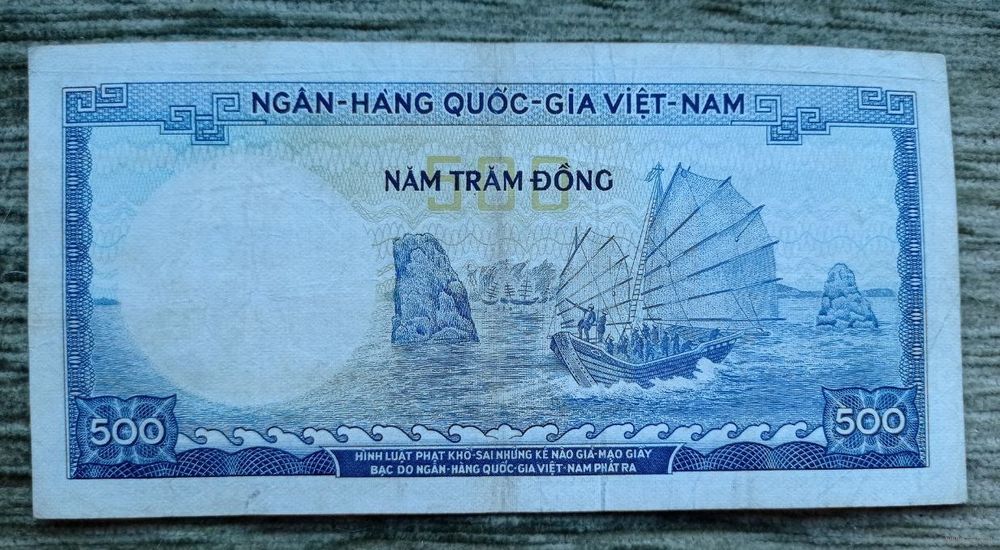 NGÂN-HÀNG QUỐC-GIA VIỆT-NAM
500
NĂM TRĂM ĐỒNG
500
500
HÌNH LUẬT PHẠT KHỔ-SAI NHỮNG KẺ NÀO GIẢ-MẠO GIẤY
BẠC DO NGÂN-HÀNG QUỐC-GIA VIỆT-NAM PHÁT RA